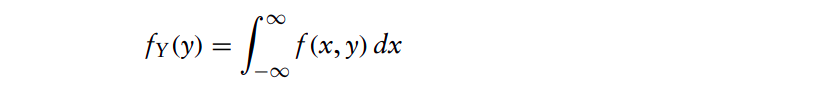 f_Y(y) = ∫_{-∞}^{∞} f(x, y) dx